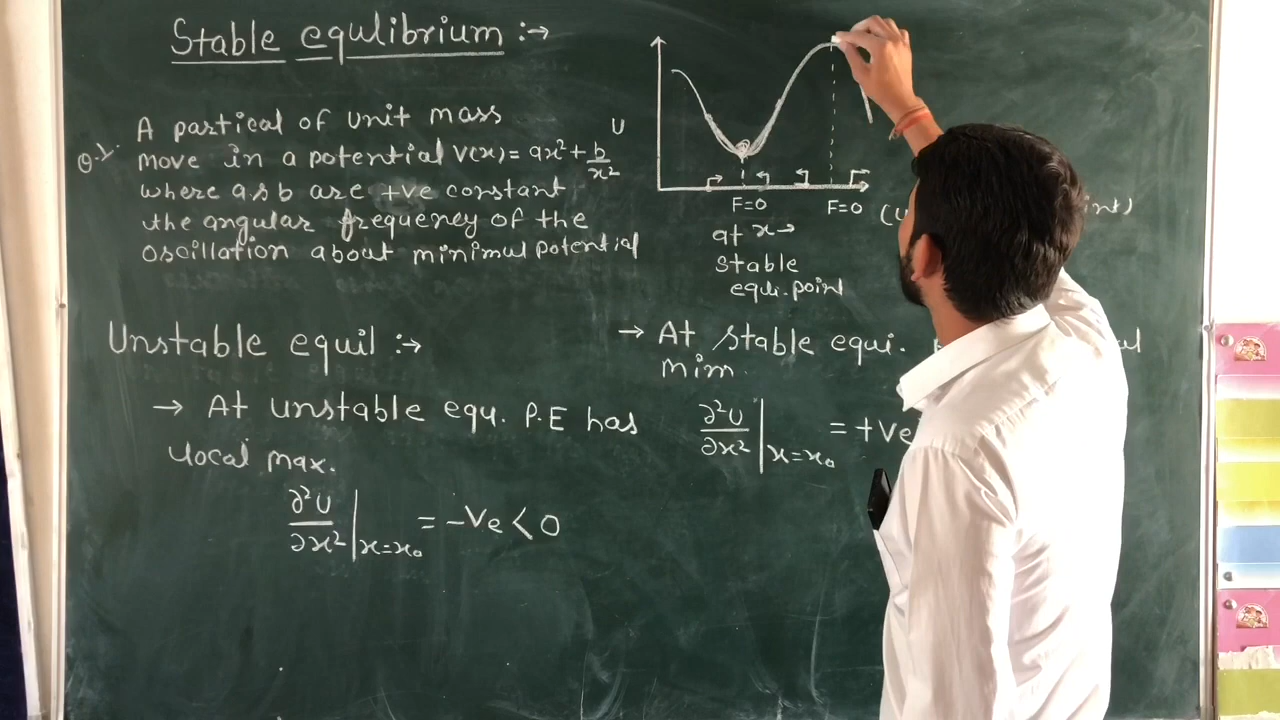 Stable equlibrium :→
Q.1. A partical of unit mass
move in a potential V(x) = ax² + b/x²
where a & b are +ve constant
the angular frequency of the
oscillation about minimul potential
U
F=0
F=0
at x→
stable
equi. point
Unstable equil :→
→ At unstable equ. P.E has
local max.
∂²U/∂x² |x=x₀ = -Ve < 0
→ At stable equi.
mim.
∂²U/∂x² |x=x₀ = +ve